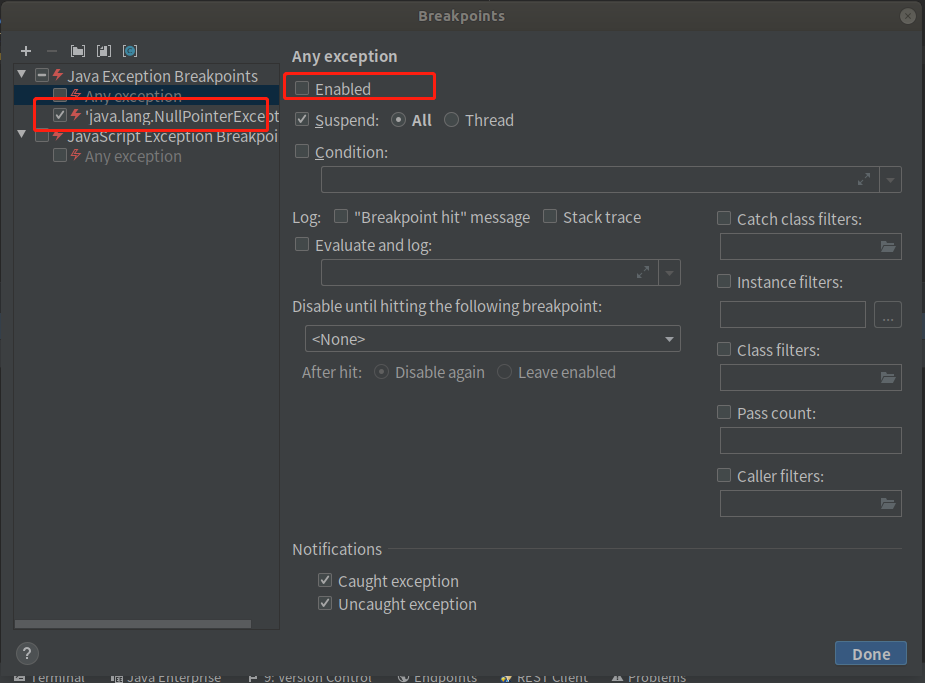 Breakpoints
Java Exception Breakpoints
Any exception
'java.lang.NullPointerExcept
JavaScript Exception Breakpoi
Any exception
Any exception
Enabled
Suspend: All Thread
Condition:
Log: "Breakpoint hit" message Stack trace
Evaluate and log:
Disable until hitting the following breakpoint:
<None>
After hit: Disable again Leave enabled
Catch class filters:
Instance filters:
...
Class filters:
Pass count:
Caller filters:
Notifications
Caught exception
Uncaught exception
? Done
Terminal Java Enterprise 9: Version Control Endpoints REST Client Problems